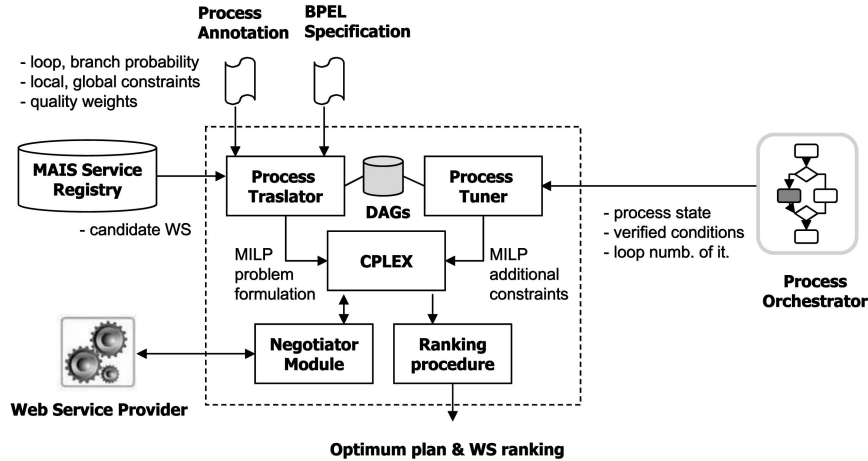 Process
Annotation
BPEL
Specification
- loop, branch probability
- local, global constraints
- quality weights
MAIS Service
Registry
- candidate WS
Process
Traslator
DAGs
Process
Tuner
- process state
- verified conditions
- loop numb. of it.
Process
Orchestrator
MILP
problem
formulation
CPLEX
MILP
additional
constraints
Negotiator
Module
Ranking
procedure
Web Service Provider
Optimum plan & WS ranking